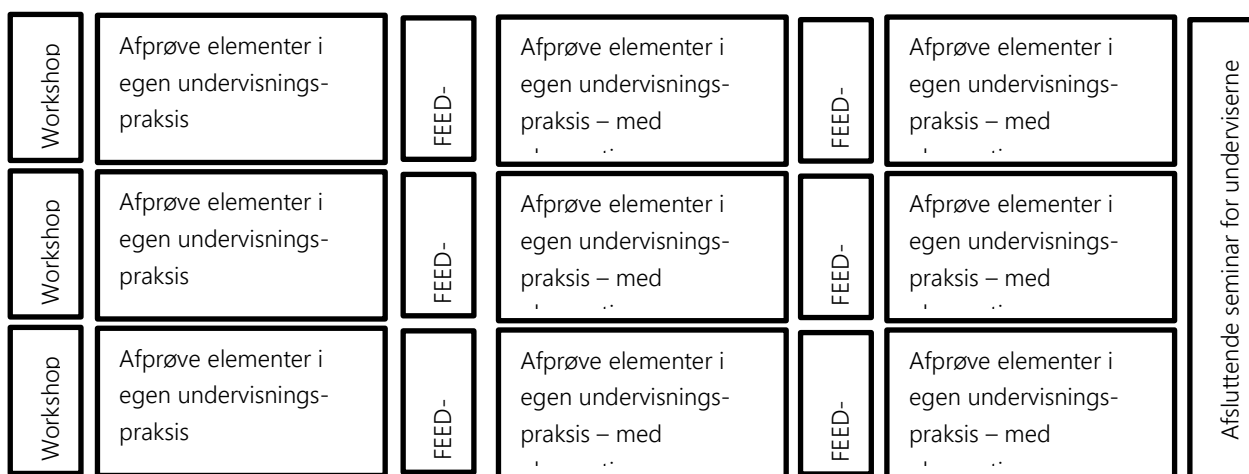 Workshop
Afprøve elementer i
egen undervisnings-
praksis
FEED-
Afprøve elementer i
egen undervisnings-
praksis – med
FEED-
Afprøve elementer i
egen undervisnings-
praksis – med
Workshop
Afprøve elementer i
egen undervisnings-
praksis
FEED-
Afprøve elementer i
egen undervisnings-
praksis – med
FEED-
Afprøve elementer i
egen undervisnings-
praksis – med
Workshop
Afprøve elementer i
egen undervisnings-
praksis
FEED-
Afprøve elementer i
egen undervisnings-
praksis – med
FEED-
Afprøve elementer i
egen undervisnings-
praksis – med
Afsluttende seminar for underviserne